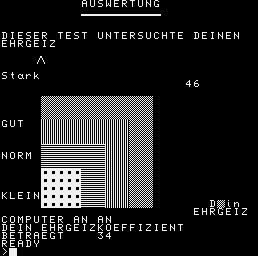 AUSWERTUNG
DIESER TEST UNTERSUCHTE DEINEN
EHRGEIZ
Stark
46
GUT
NORM
KLEIN
D▒in
EHRGEIZ
COMPUTER AN AN
DEIN EHRGEIZKOEFFIZIENT
BETRAEGT 34
READY
>